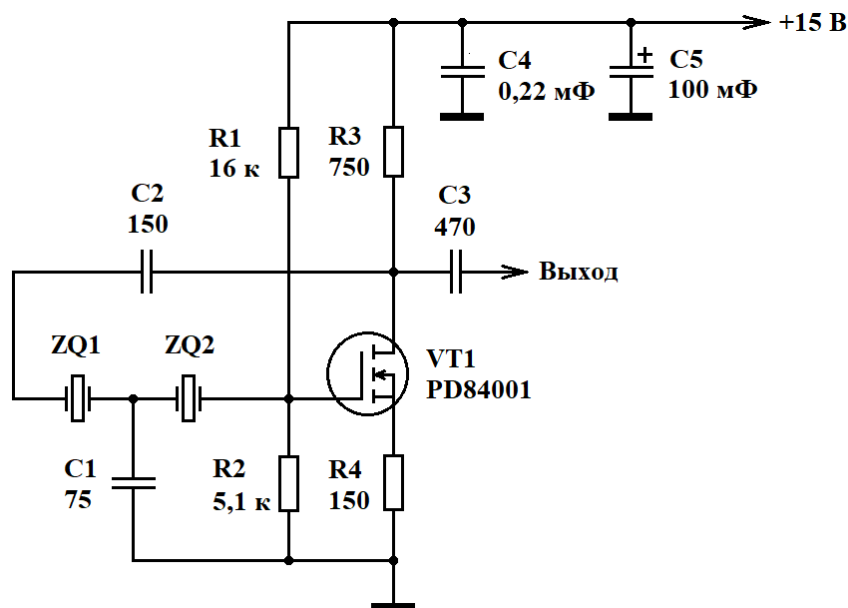 +15 В
C4
0,22 мФ
C5
100 мФ
R1
16 к
R3
750
C2
150
C3
470
Выход
ZQ1
ZQ2
VT1
PD84001
C1
75
R2
5,1 к
R4
150